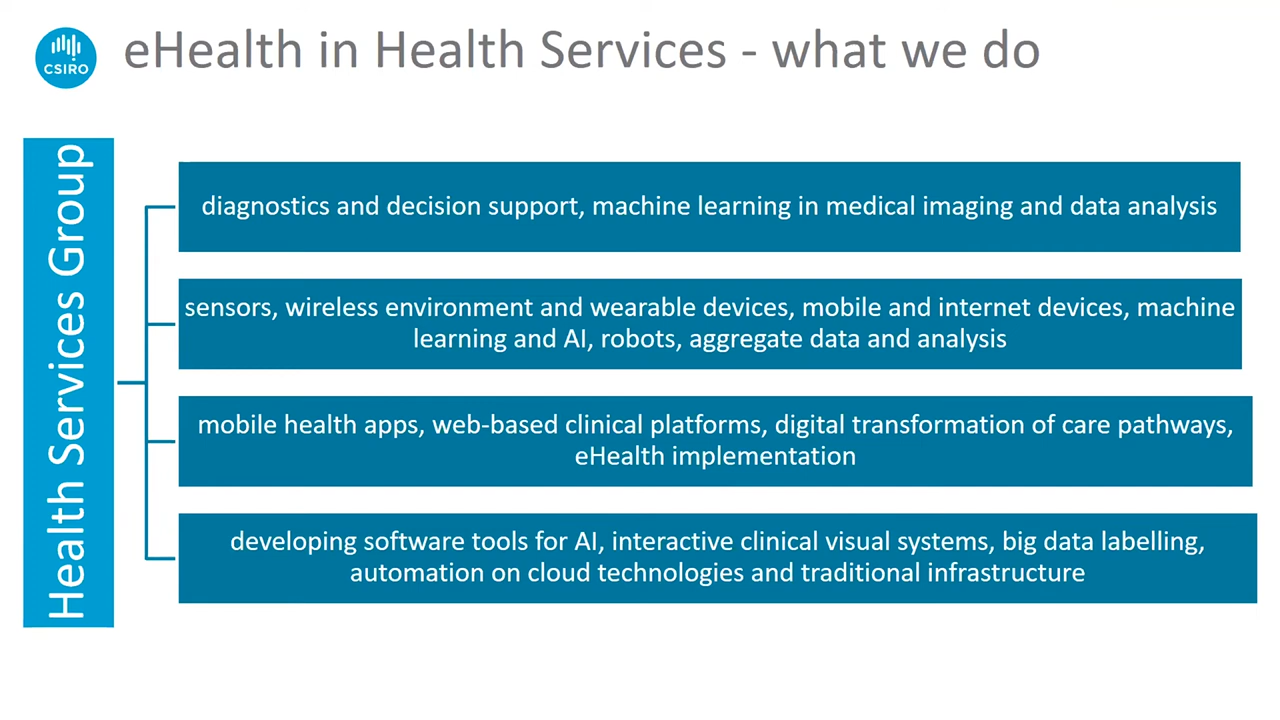 CSIRO
eHealth in Health Services - what we do
Health Services Group
diagnostics and decision support, machine learning in medical imaging and data analysis
sensors, wireless environment and wearable devices, mobile and internet devices, machine
learning and AI, robots, aggregate data and analysis
mobile health apps, web-based clinical platforms, digital transformation of care pathways,
eHealth implementation
developing software tools for AI, interactive clinical visual systems, big data labelling,
automation on cloud technologies and traditional infrastructure